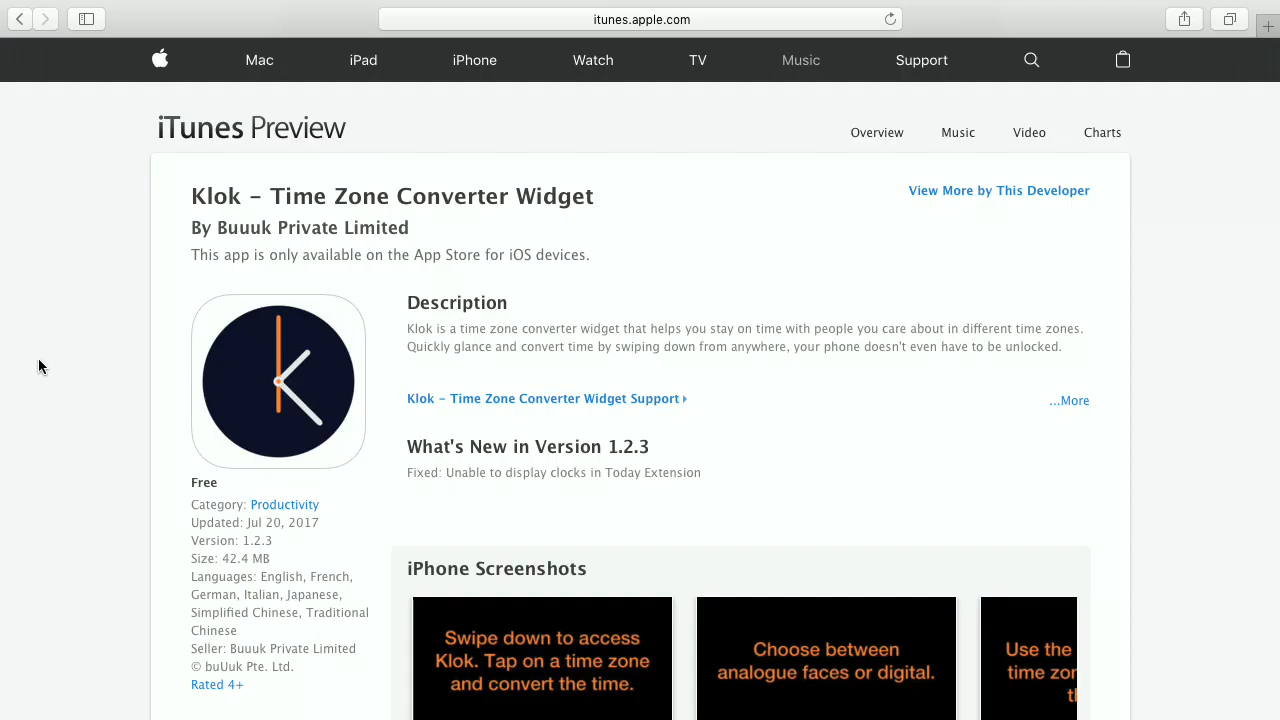 itunes.apple.com
Mac iPad iPhone Watch TV Music Support
iTunes Preview
Overview Music Video Charts
Klok – Time Zone Converter Widget
View More by This Developer
By Buuuk Private Limited
This app is only available on the App Store for iOS devices.
Description
Klok is a time zone converter widget that helps you stay on time with people you care about in different time zones.
Quickly glance and convert time by swiping down from anywhere, your phone doesn't even have to be unlocked.
Klok – Time Zone Converter Widget Support
...More
What's New in Version 1.2.3
Fixed: Unable to display clocks in Today Extension
Free
Category: Productivity
Updated: Jul 20, 2017
Version: 1.2.3
Size: 42.4 MB
Languages: English, French,
German, Italian, Japanese,
Simplified Chinese, Traditional
Chinese
Seller: Buuuk Private Limited
© buUuk Pte. Ltd.
Rated 4+
iPhone Screenshots
Swipe down to access
Klok. Tap on a time zone
and convert the time.
Choose between
analogue faces or digital.
Use the
time zor